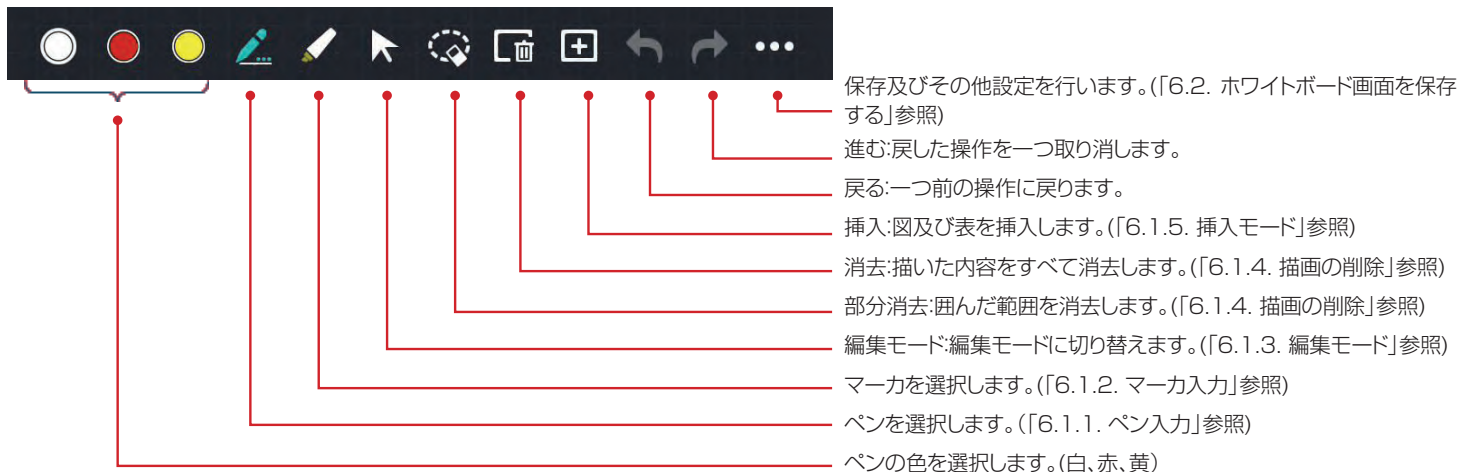 保存及びその他設定を行います。(「6.2. ホワイトボード画面を保存
する」参照)
進む:戻した操作を一つ取り消します。
戻る:一つ前の操作に戻ります。
挿入:図及び表を挿入します。(「6.1.5. 挿入モード」参照)
消去:描いた内容をすべて消去します。(「6.1.4. 描画の削除」参照)
部分消去:囲んだ範囲を消去します。(「6.1.4. 描画の削除」参照)
編集モード:編集モードに切り替えます。(「6.1.3. 編集モード」参照)
マーカを選択します。(「6.1.2. マーカ入力」参照)
ペンを選択します。(「6.1.1. ペン入力」参照)
ペンの色を選択します。(白、赤、黄)